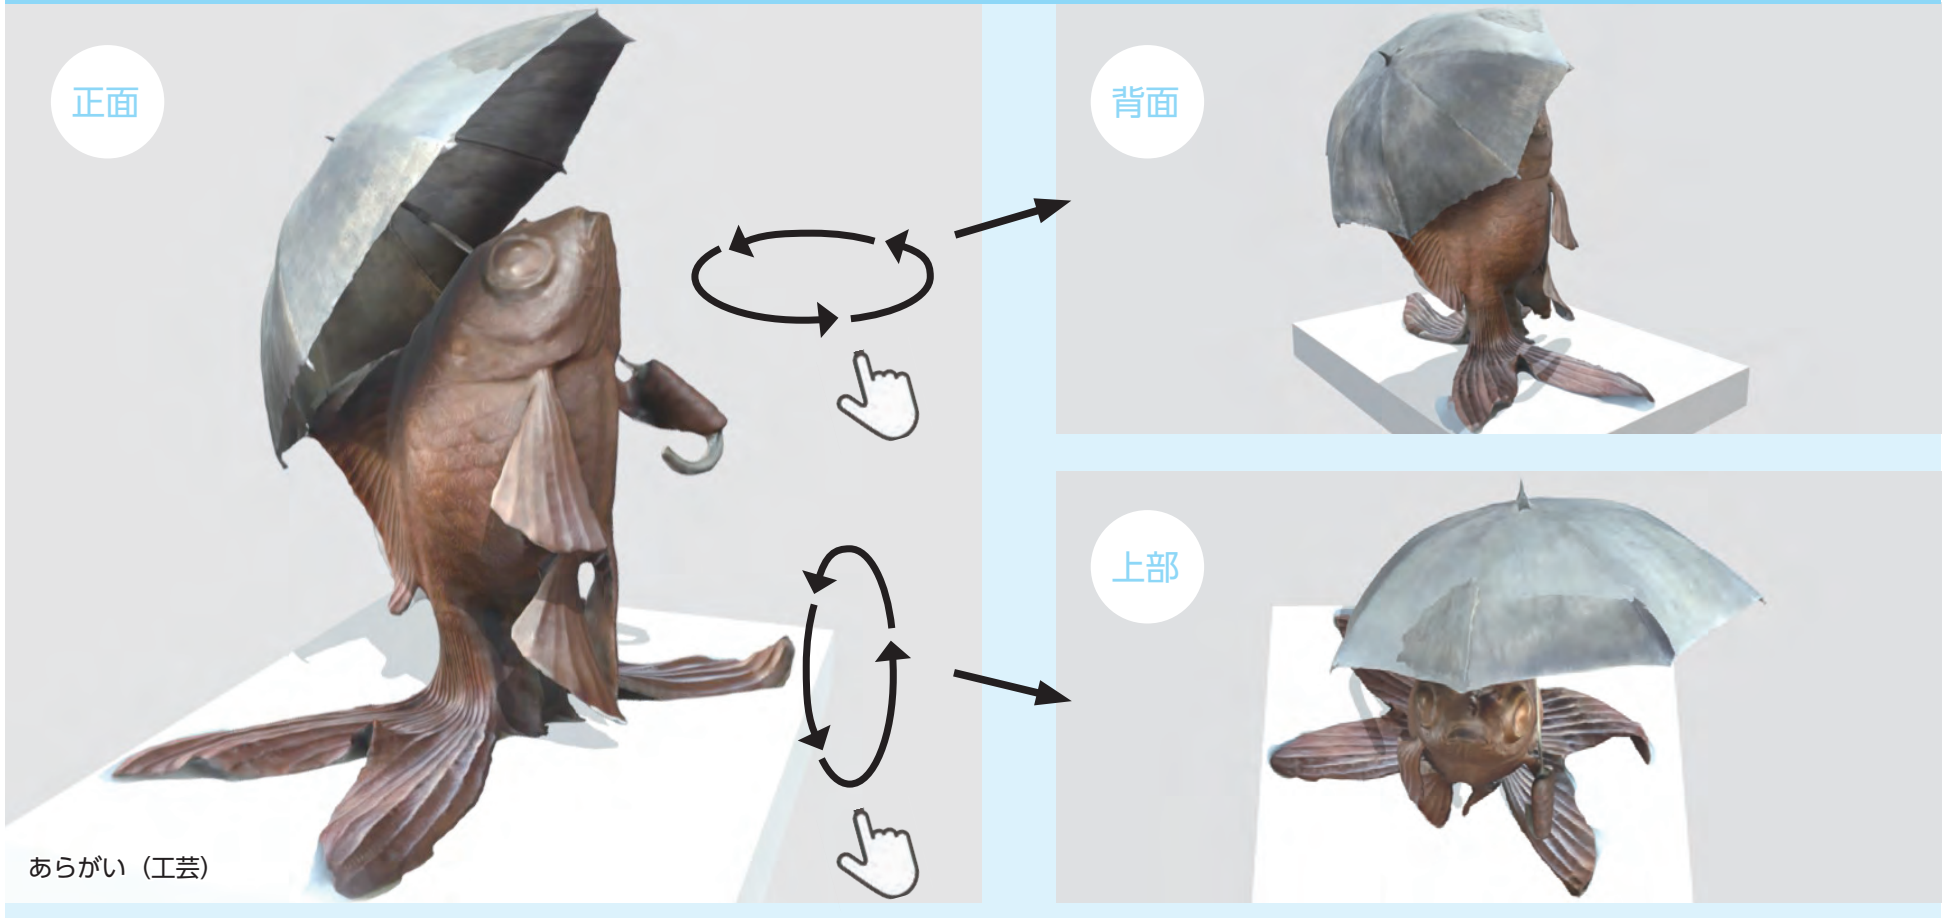 正面
背面
上部
あらがい（工芸）